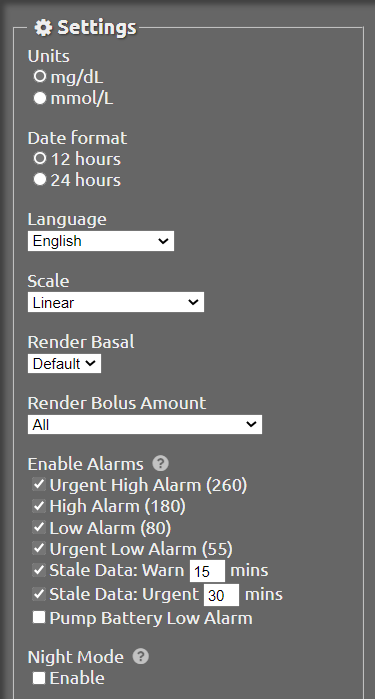 Settings
Units
mg/dL
mmol/L
Date format
12 hours
24 hours
Language
English
Scale
Linear
Render Basal
Default
Render Bolus Amount
All
Enable Alarms ?
Urgent High Alarm (260)
High Alarm (180)
Low Alarm (80)
Urgent Low Alarm (55)
Stale Data: Warn 15 mins
Stale Data: Urgent 30 mins
Pump Battery Low Alarm
Night Mode ?
Enable